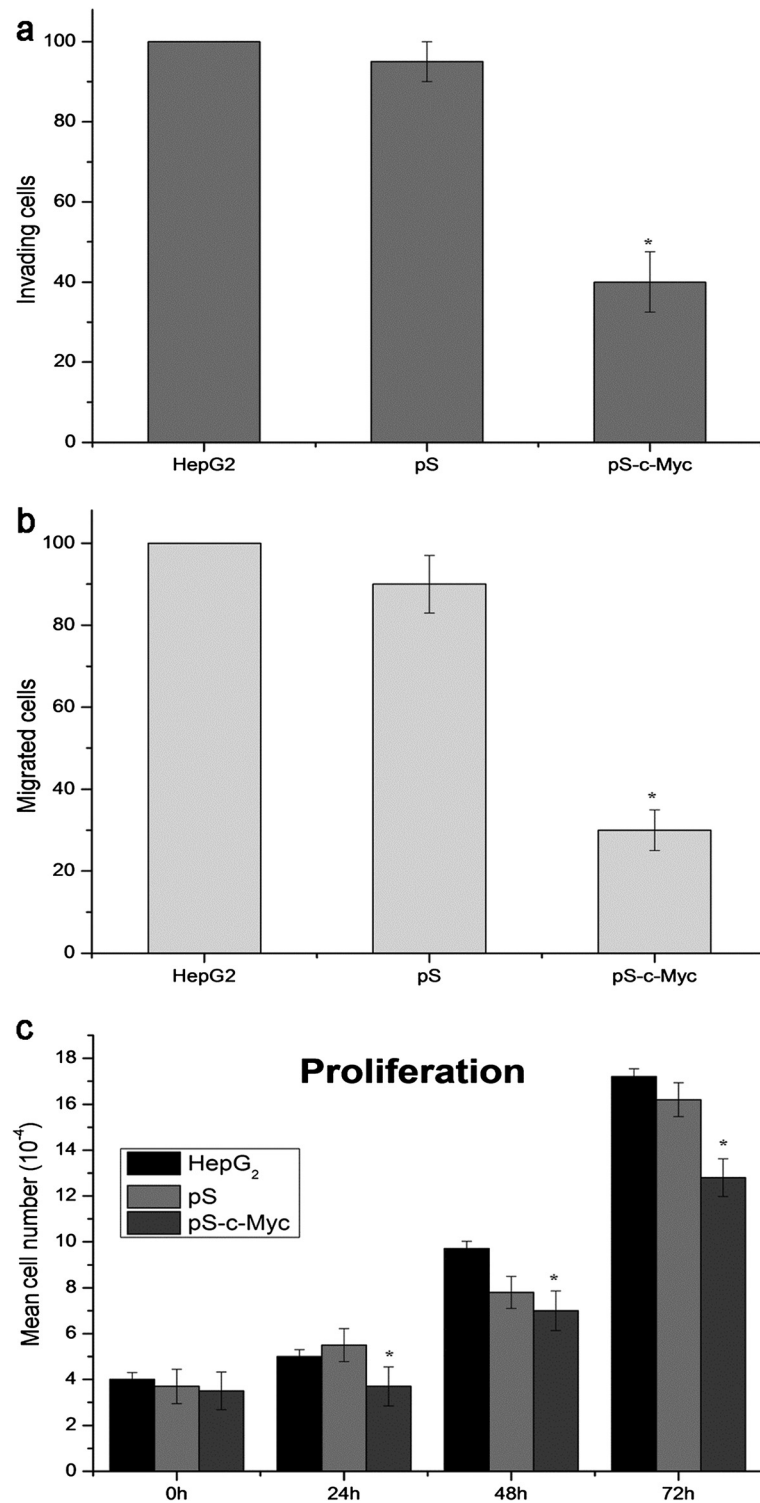 a
100
80
60
40
20
0
Invading cells
*
HepG2 pS pS-c-Myc
b
100
80
60
40
20
0
Migrated cells
*
HepG2 pS pS-c-Myc
c
Proliferation
18
16
14
12
10
8
6
4
2
0
Mean cell number (10⁻⁴)
HepG₂
pS
pS-c-Myc
*
*
*
0h 24h 48h 72h